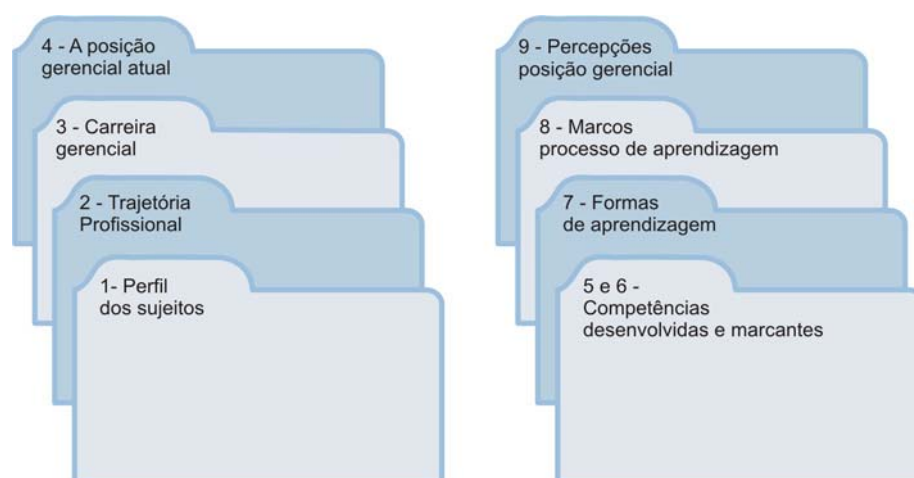 4 - A posição
gerencial atual
3 - Carreira
gerencial
2 - Trajetória
Profissional
1- Perfil
dos sujeitos
9 - Percepções
posição gerencial
8 - Marcos
processo de aprendizagem
7 - Formas
de aprendizagem
5 e 6 -
Competências
desenvolvidas e marcantes